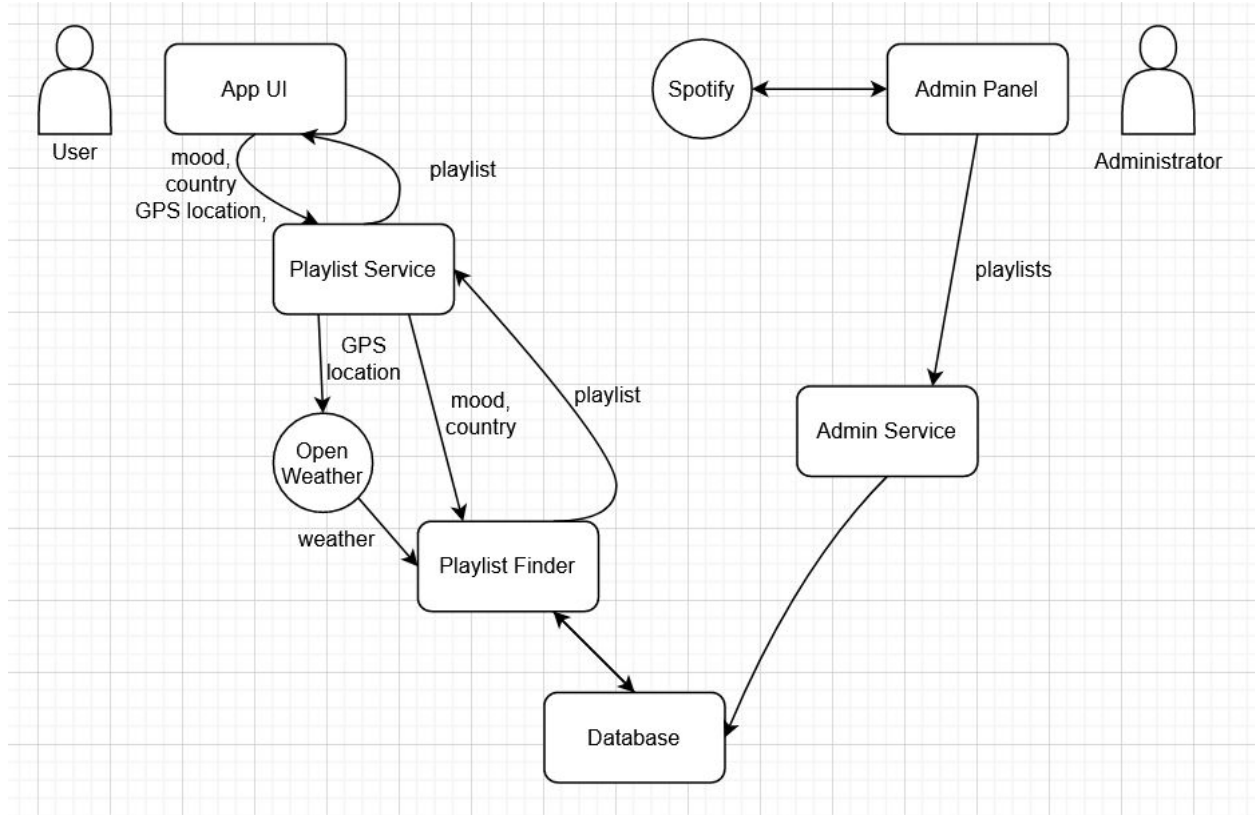 App UI
User
mood,
country
GPS location,
playlist
Spotify
Admin Panel
Administrator
Playlist Service
playlists
GPS
location
mood,
country
playlist
Open
Weather
Admin Service
weather
Playlist Finder
Database